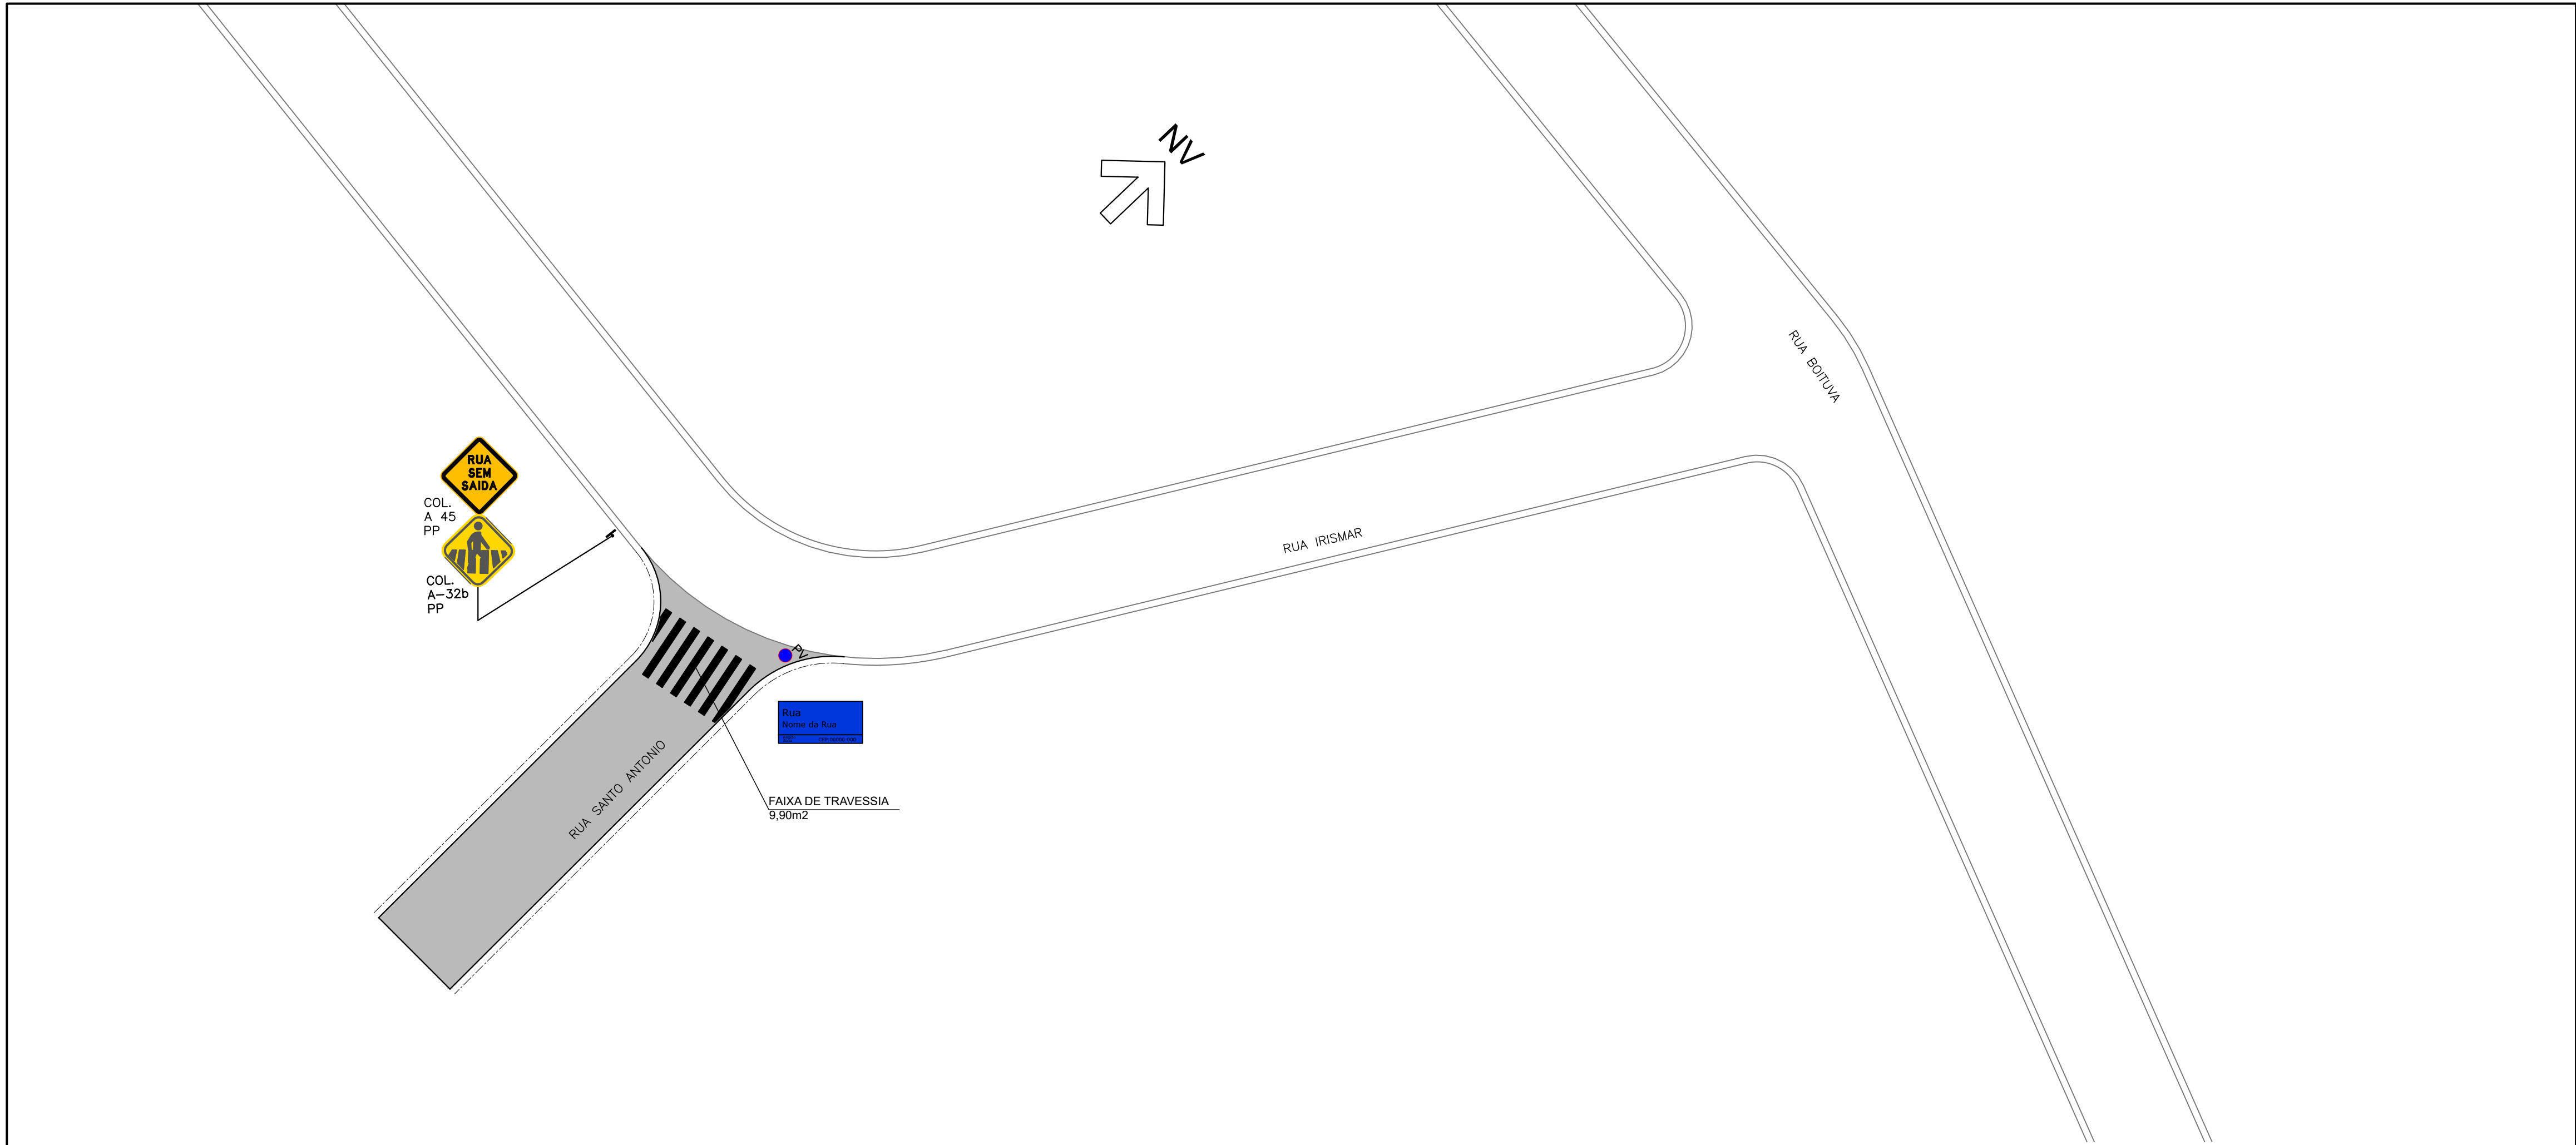 NV
RUA BOITUVA
RUA
SEM
SAIDA
COL.
A 45
PP
RUA IRISMAR
COL.
A-32b
PP
PV
Rua
Nome da Rua
RUA SANTO ANTONIO
FAIXA DE TRAVESSIA
9,90m2